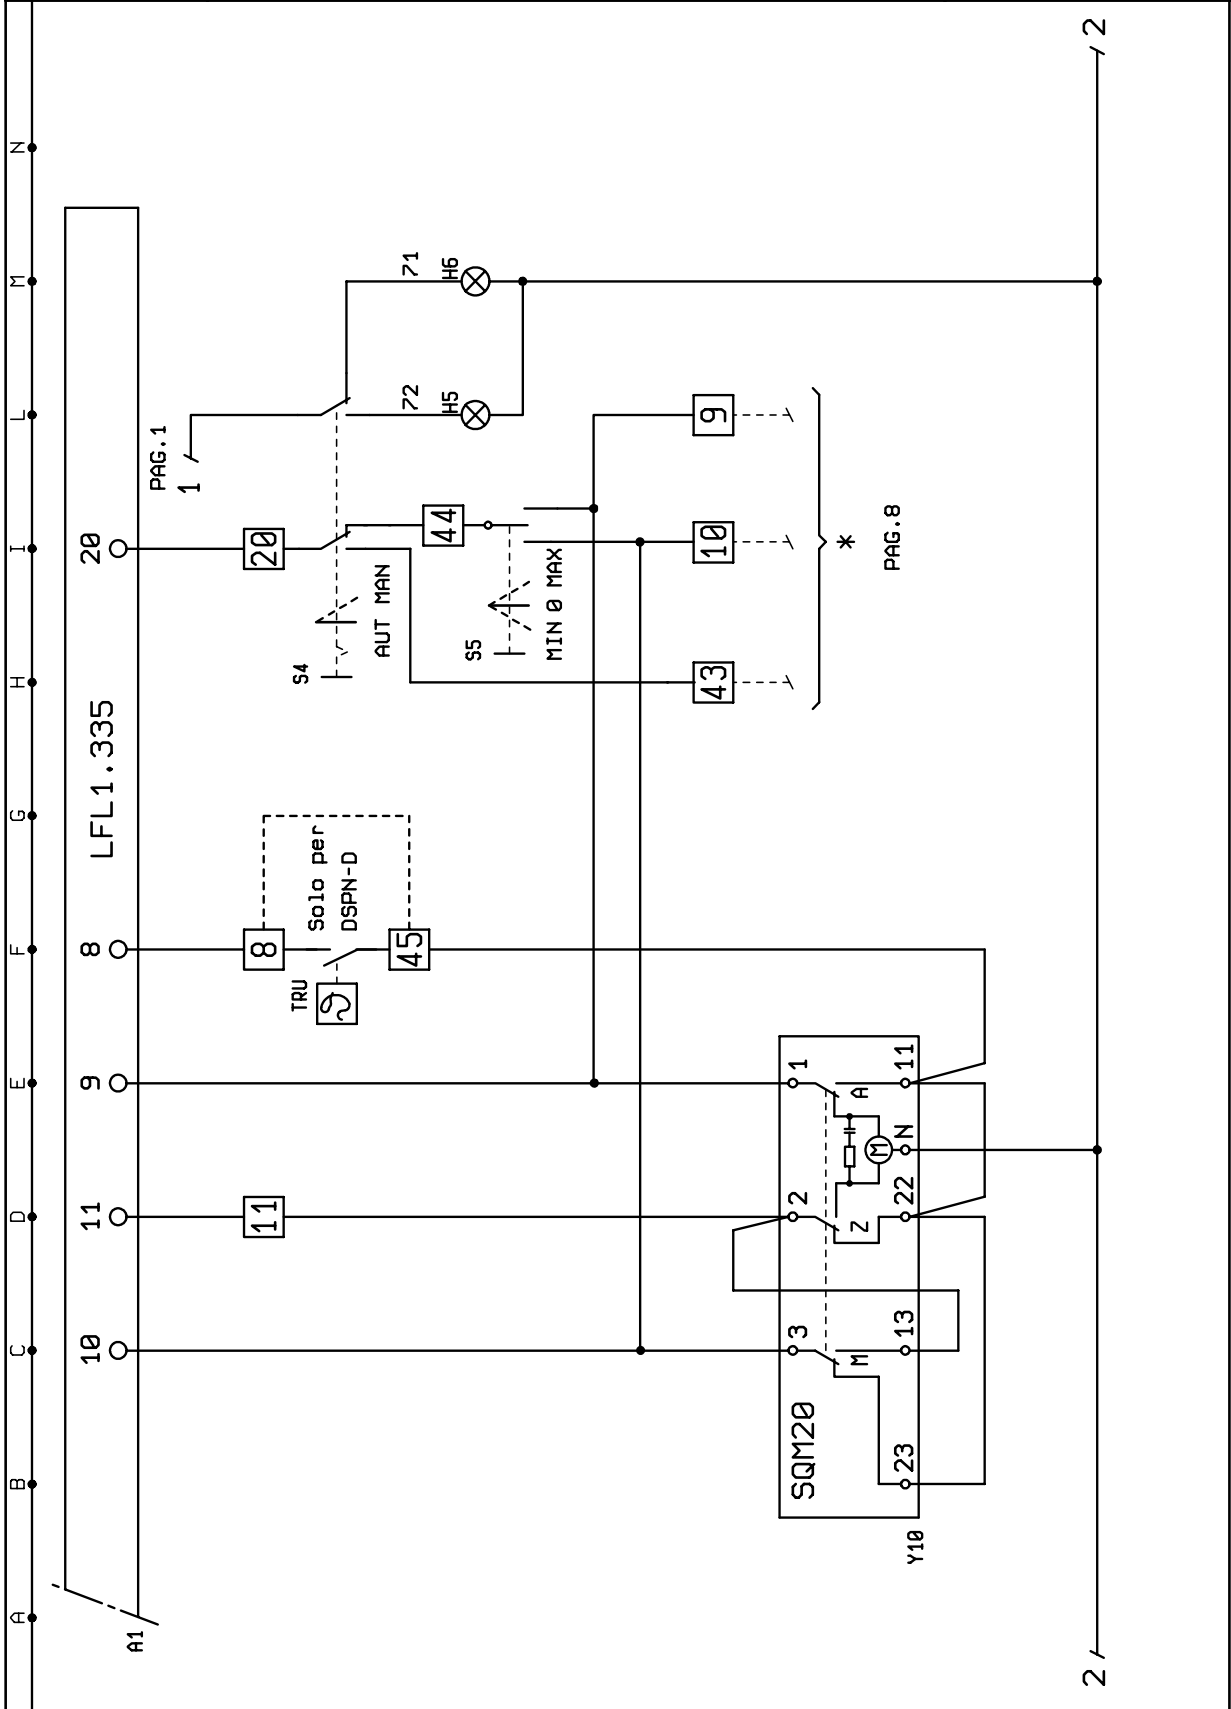 A B C D E F G H I L M N
A1
LFL1.335
10 11 9 8 20
11 8 20
PAG.1
1
TRU
Solo per
DSPN-D
45
S4
AUT MAN
72 71
H5 H6
44
S5
MIN 0 MAX
43 10 9
*
PAG.8
SQM20
3 2 1
M Z A
M
23 13 22 N 11
Y10
2 2